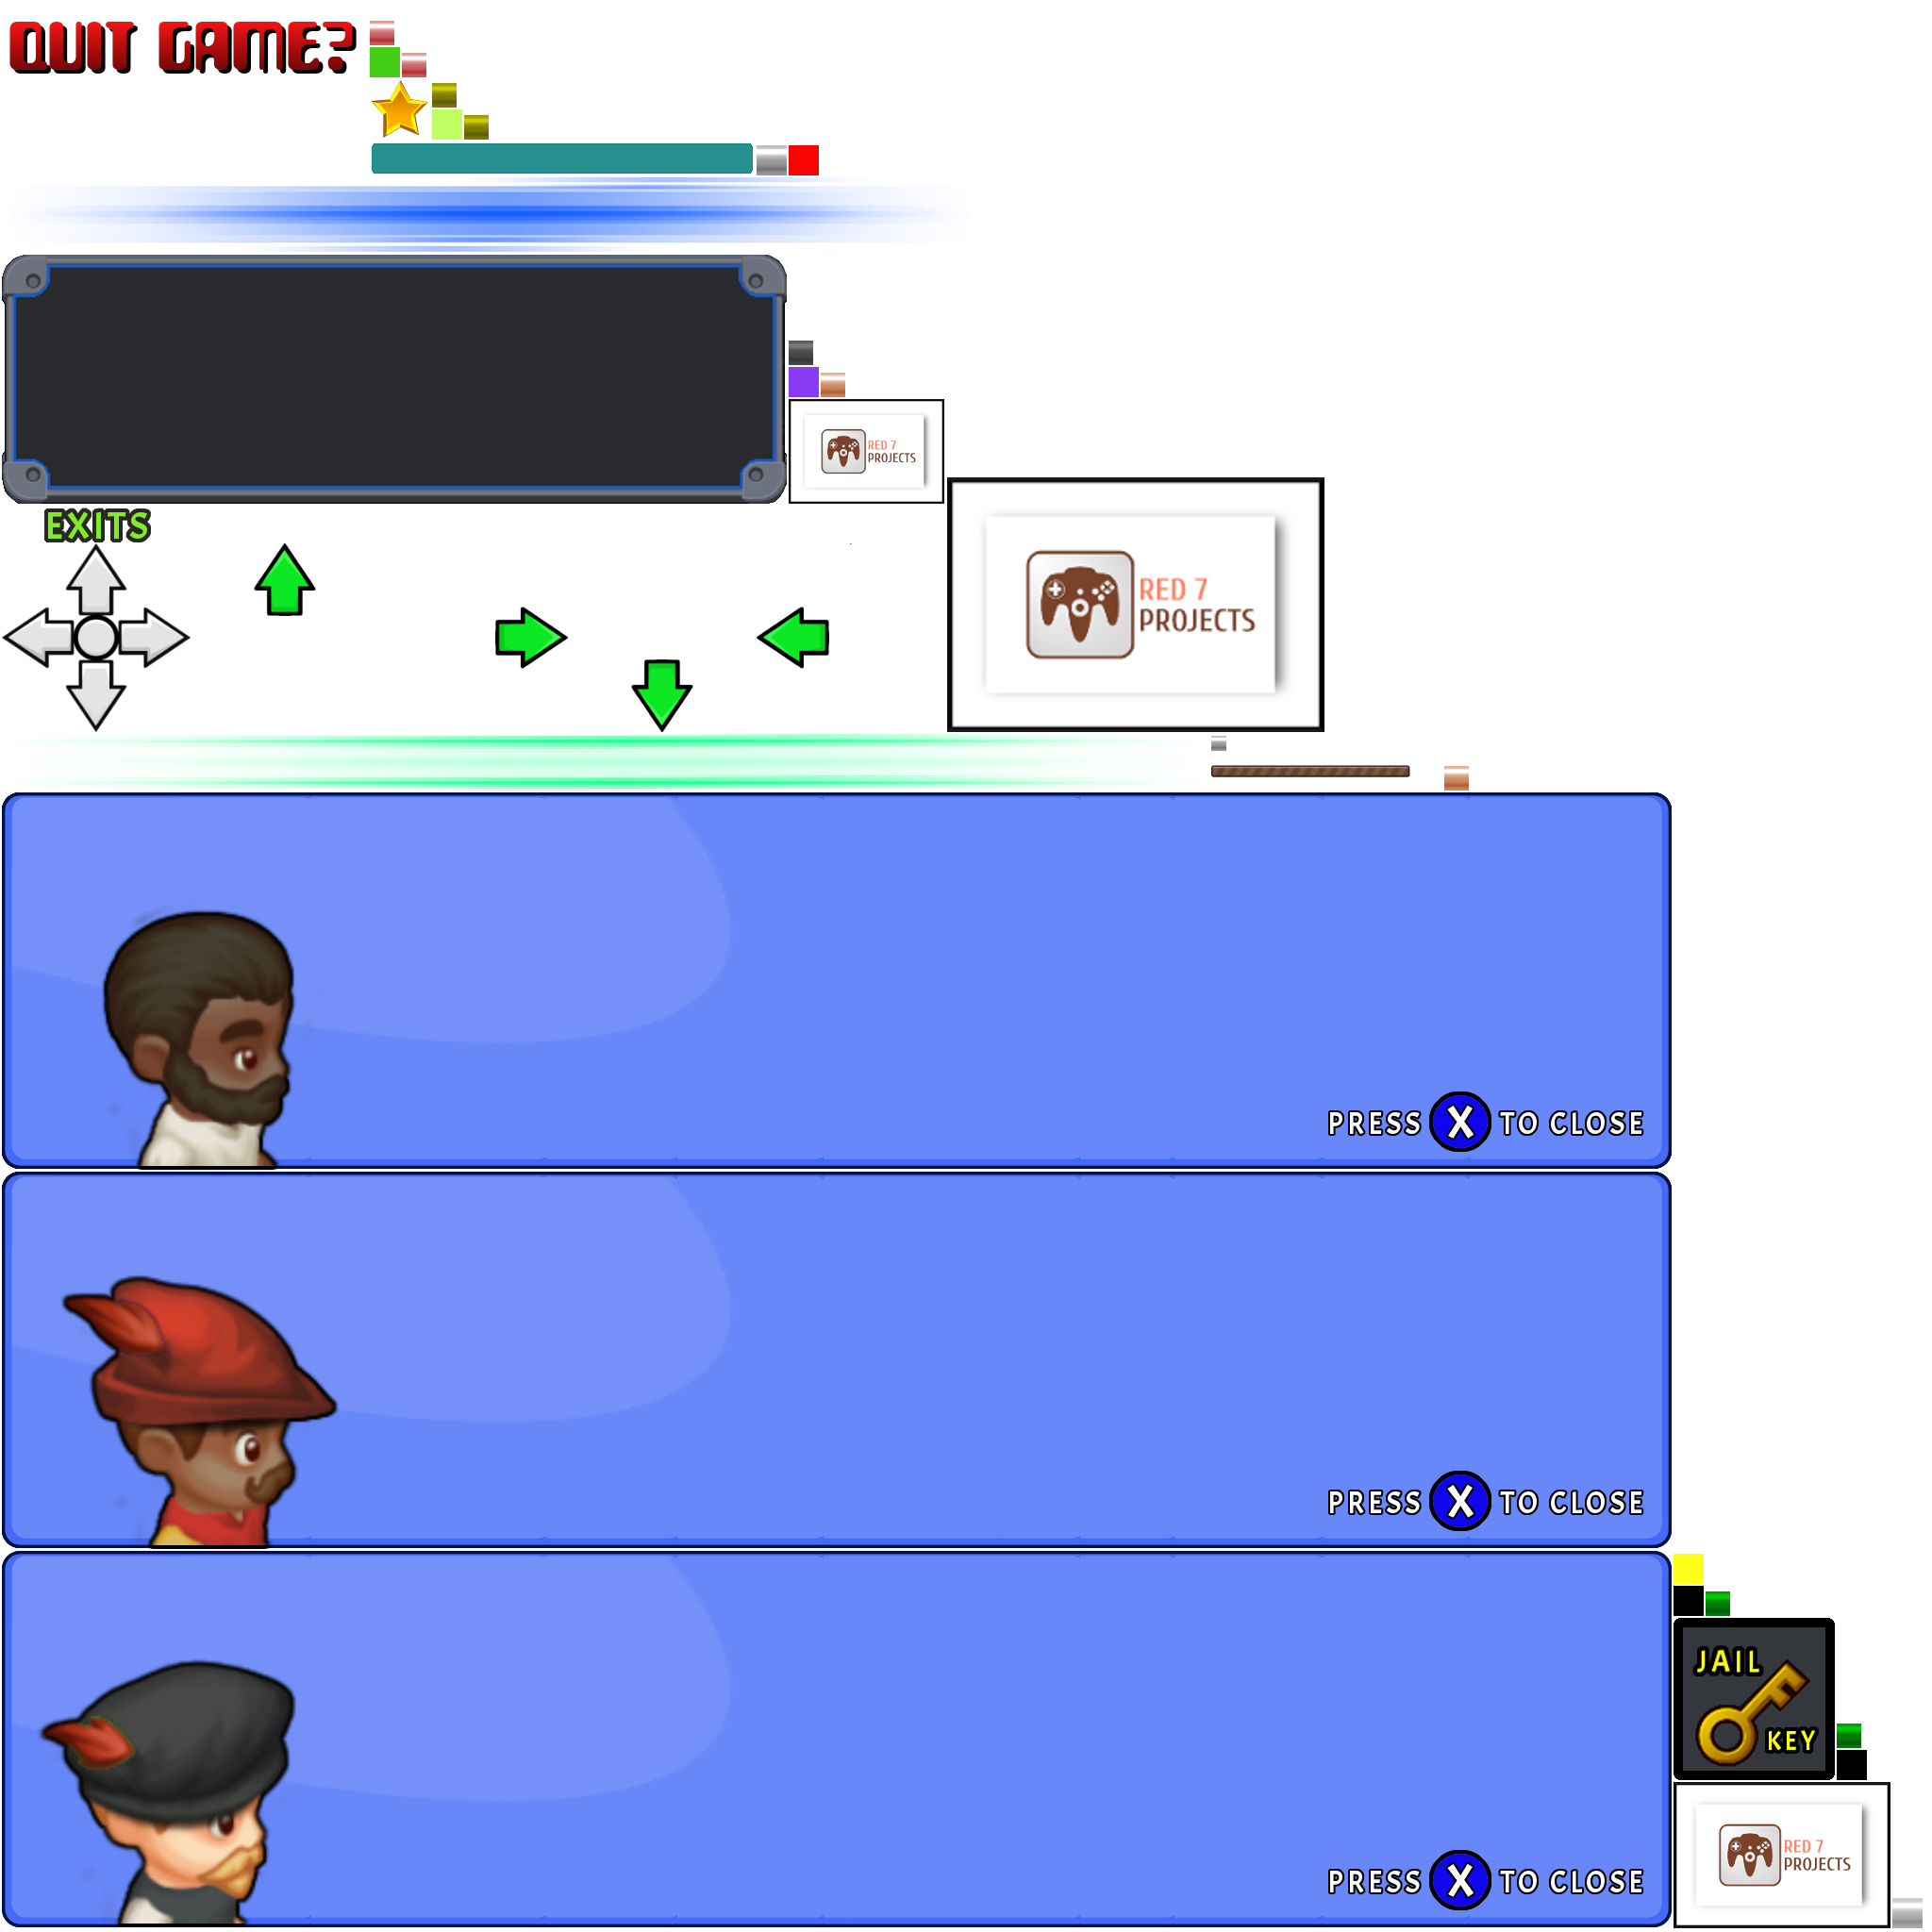 QUIT GAME?
RED 7
PROJECTS
EXITS
RED 7
PROJECTS
PRESS X TO CLOSE
PRESS X TO CLOSE
PRESS X TO CLOSE
JAIL
KEY
RED 7
PROJECTS